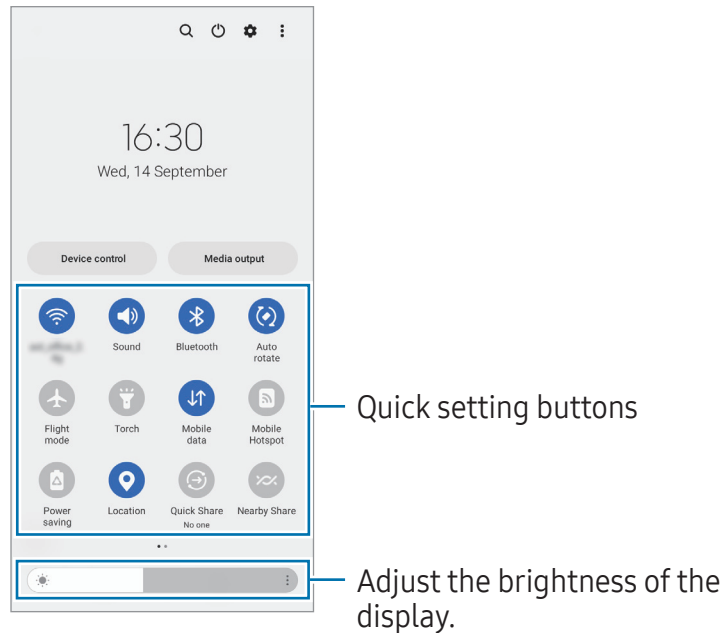 16:30
Wed, 14 September
Device control
Media output
Sound
Bluetooth
Auto
rotate
Flight
mode
Torch
Mobile
data
Mobile
Hotspot
Power
saving
Location
Quick Share
No one
Nearby Share
Quick setting buttons
Adjust the brightness of the
display.